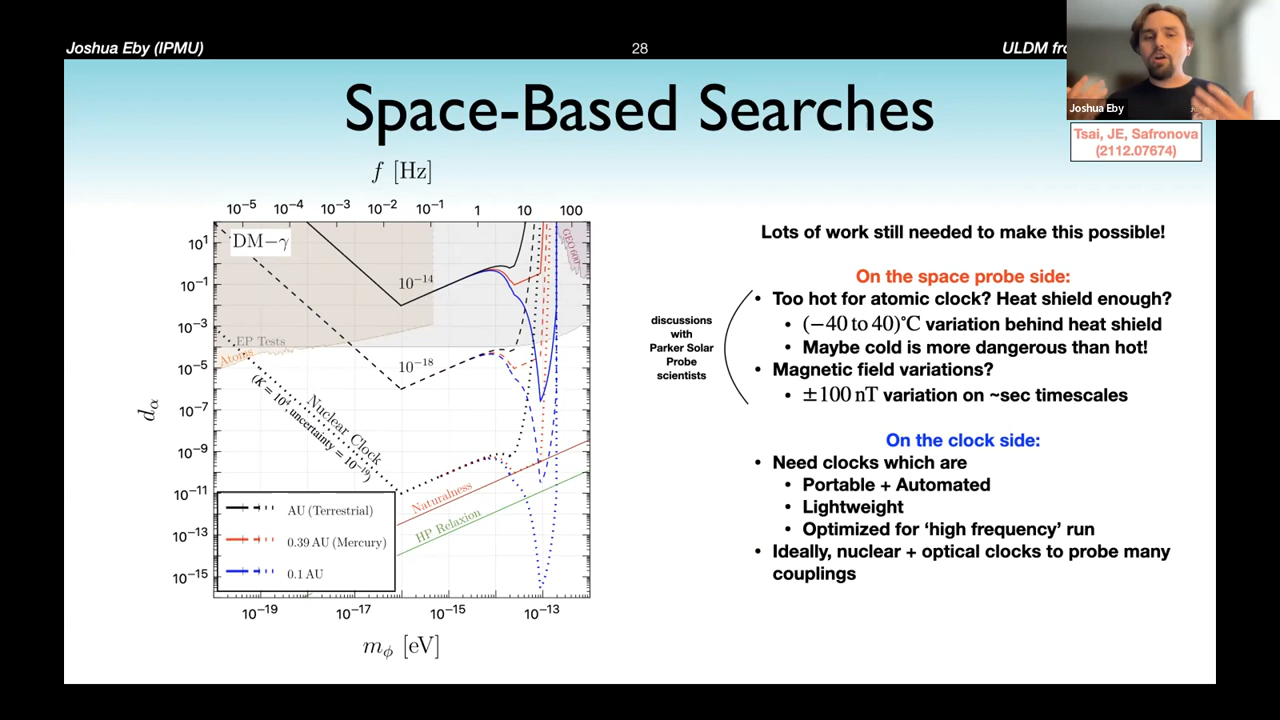 Joshua Eby (IPMU)
28
ULDM fro
Joshua Eby
Space-Based Searches
Tsai, JE, Safronova
(2112.07674)
f [Hz]
10⁻⁵ 10⁻⁴ 10⁻³ 10⁻² 10⁻¹ 1 10 100
10¹
10⁻¹
10⁻³
10⁻⁵
10⁻⁷
10⁻⁹
10⁻¹¹
10⁻¹³
10⁻¹⁵
d_α
DM−γ
GEO 600
10⁻¹⁴
EP Tests
Atoms
10⁻¹⁸
Nuclear Clock
(K = 10⁴, uncertainty = 10⁻¹⁹)
Naturalness
HP Relaxion
AU (Terrestrial)
0.39 AU (Mercury)
0.1 AU
10⁻¹⁹ 10⁻¹⁷ 10⁻¹⁵ 10⁻¹³
m_ϕ [eV]
Lots of work still needed to make this possible!
On the space probe side:
• Too hot for atomic clock? Heat shield enough?
• (−40 to 40)°C variation behind heat shield
• Maybe cold is more dangerous than hot!
• Magnetic field variations?
• ±100 nT variation on ~sec timescales
discussions
with
Parker Solar
Probe
scientists
On the clock side:
• Need clocks which are
• Portable + Automated
• Lightweight
• Optimized for ‘high frequency’ run
• Ideally, nuclear + optical clocks to probe many
couplings